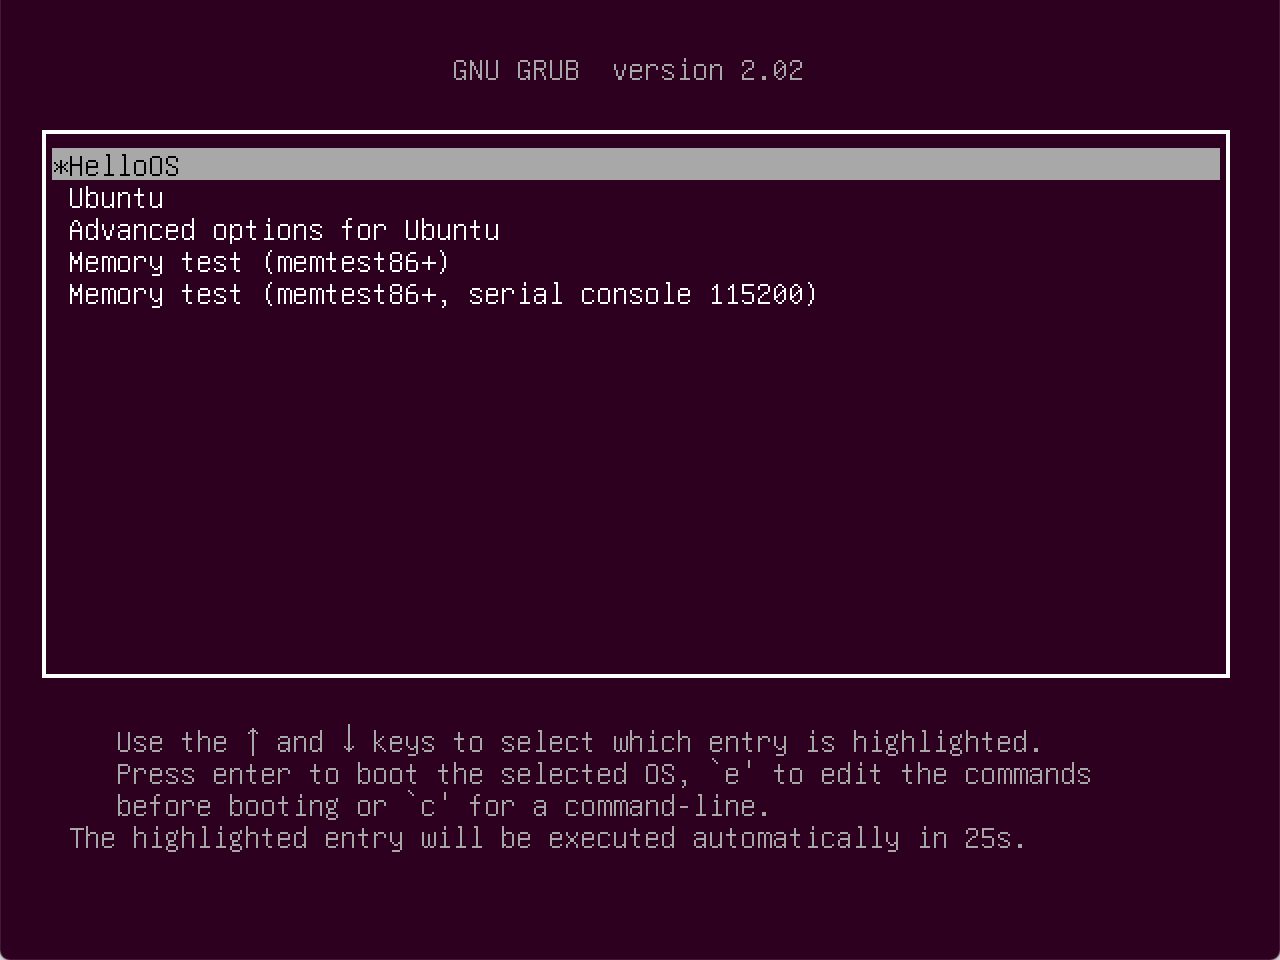 GNU GRUB  version 2.02
*HelloOS
Ubuntu
Advanced options for Ubuntu
Memory test (memtest86+)
Memory test (memtest86+, serial console 115200)
Use the ↑ and ↓ keys to select which entry is highlighted.
Press enter to boot the selected OS, `e' to edit the commands
before booting or `c' for a command-line.
The highlighted entry will be executed automatically in 25s.